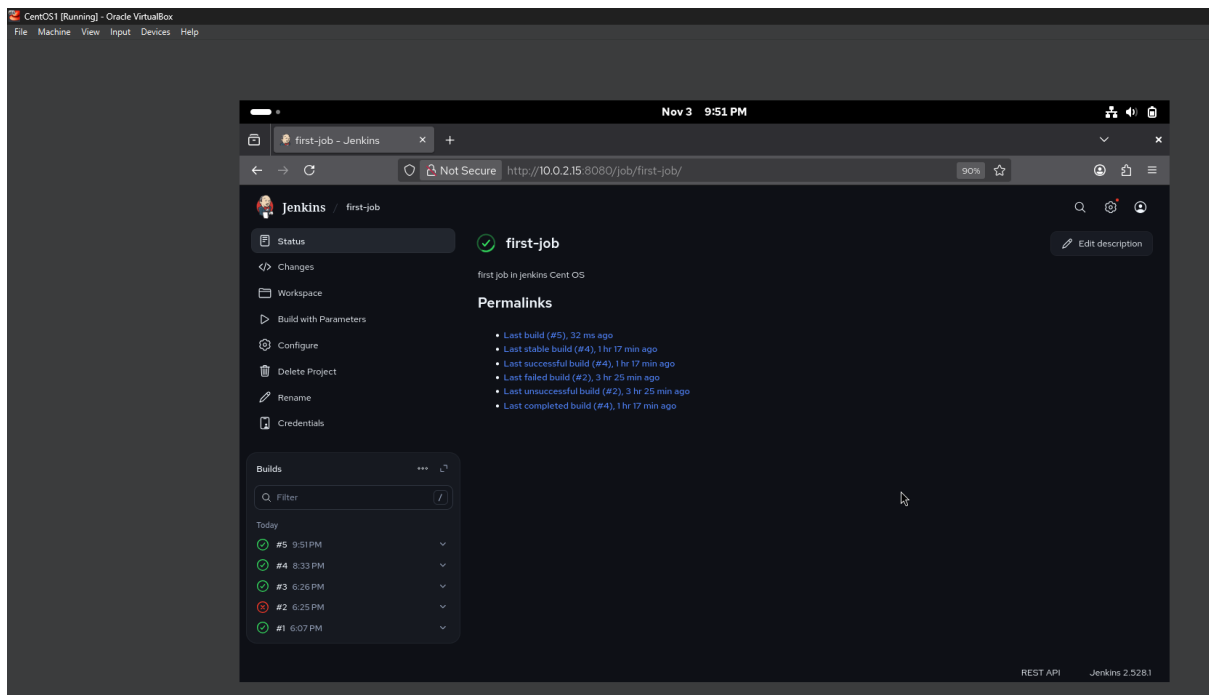 CentOS1 [Running] - Oracle VirtualBox
File Machine View Input Devices Help
Nov 3 9:51 PM
first-job - Jenkins
Not Secure http://10.0.2.15:8080/job/first-job/ 90%
Jenkins / first-job
Status
Changes
Workspace
Build with Parameters
Configure
Delete Project
Rename
Credentials
Builds
Filter /
Today
#5 9:51 PM
#4 8:33 PM
#3 6:26 PM
#2 6:25 PM
#1 6:07 PM
first-job
Edit description
first job in jenkins Cent OS
Permalinks
Last build (#5), 32 ms ago
Last stable build (#4), 1 hr 17 min ago
Last successful build (#4), 1 hr 17 min ago
Last failed build (#2), 3 hr 25 min ago
Last unsuccessful build (#2), 3 hr 25 min ago
Last completed build (#4), 1 hr 17 min ago
REST API Jenkins 2.528.1